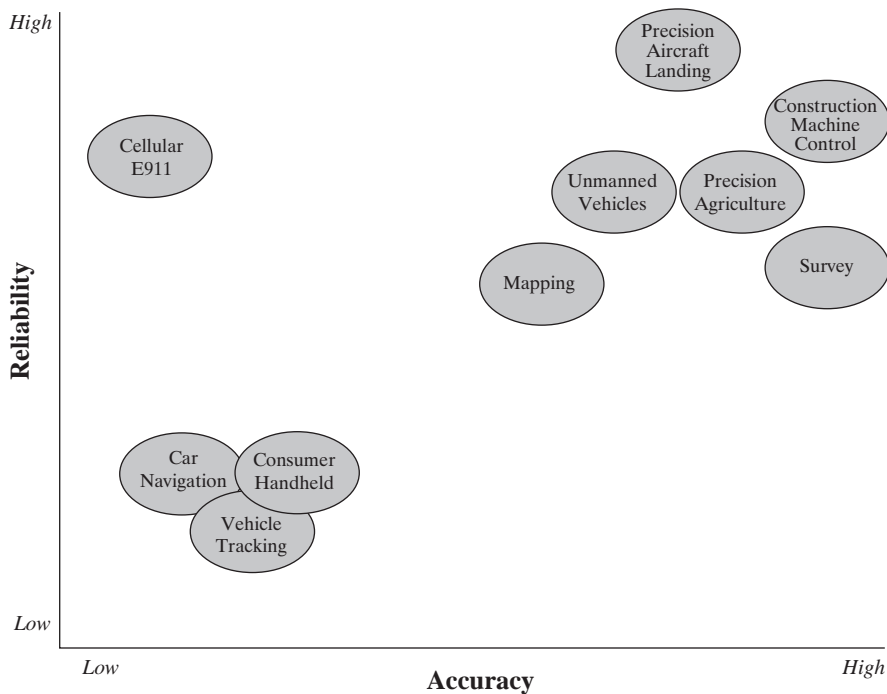 High
Precision
Aircraft
Landing
Construction
Machine
Control
Cellular
E911
Unmanned
Vehicles
Precision
Agriculture
Survey
Mapping
Reliability
Car
Navigation
Consumer
Handheld
Vehicle
Tracking
Low
Low
Accuracy
High